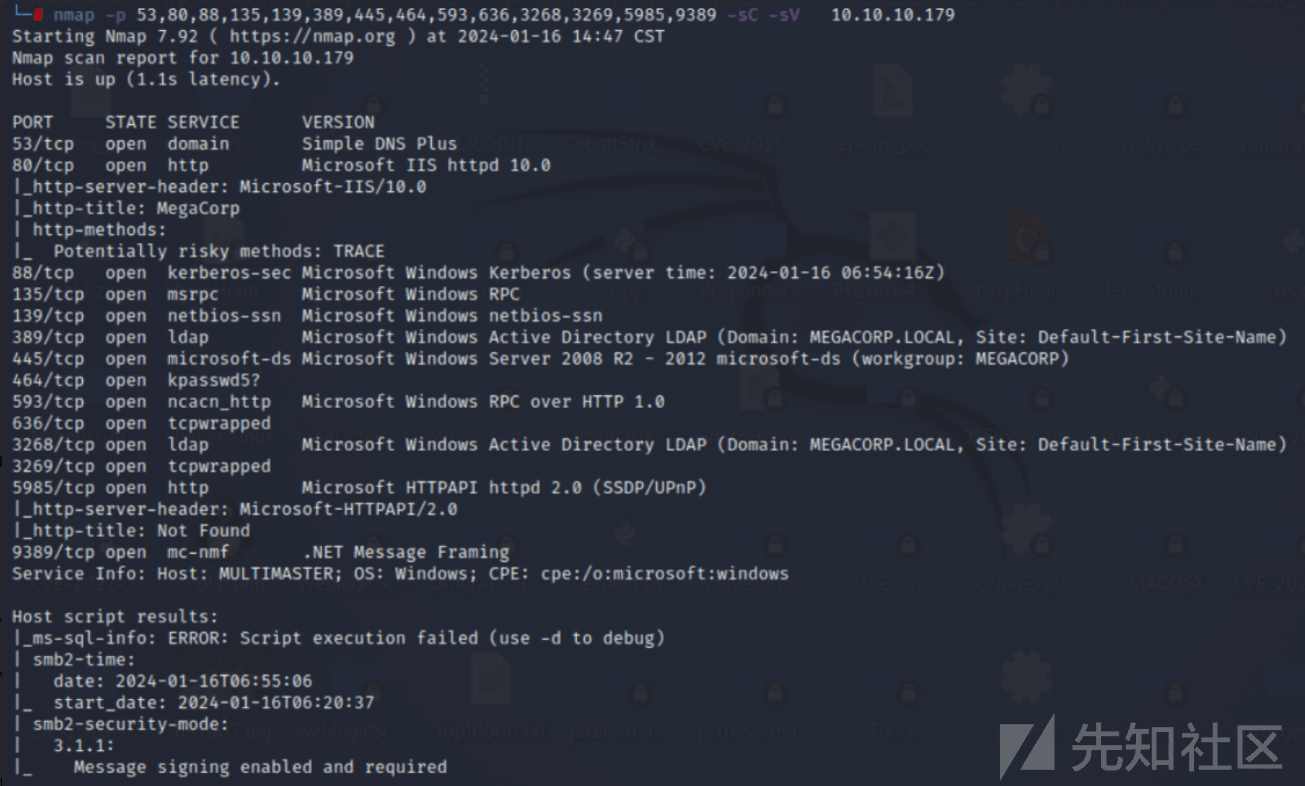 └─# nmap -p 53,80,88,135,139,389,445,464,593,636,3268,3269,5985,9389 -sC -sV   10.10.10.179
Starting Nmap 7.92 ( https://nmap.org ) at 2024-01-16 14:47 CST
Nmap scan report for 10.10.10.179
Host is up (1.1s latency).

PORT     STATE SERVICE      VERSION
53/tcp   open  domain       Simple DNS Plus
80/tcp   open  http         Microsoft IIS httpd 10.0
|_http-server-header: Microsoft-IIS/10.0
|_http-title: MegaCorp
| http-methods:
|_  Potentially risky methods: TRACE
88/tcp   open  kerberos-sec Microsoft Windows Kerberos (server time: 2024-01-16 06:54:16Z)
135/tcp  open  msrpc        Microsoft Windows RPC
139/tcp  open  netbios-ssn  Microsoft Windows netbios-ssn
389/tcp  open  ldap         Microsoft Windows Active Directory LDAP (Domain: MEGACORP.LOCAL, Site: Default-First-Site-Name)
445/tcp  open  microsoft-ds Microsoft Windows Server 2008 R2 - 2012 microsoft-ds (workgroup: MEGACORP)
464/tcp  open  kpasswd5?
593/tcp  open  ncacn_http   Microsoft Windows RPC over HTTP 1.0
636/tcp  open  tcpwrapped
3268/tcp open  ldap         Microsoft Windows Active Directory LDAP (Domain: MEGACORP.LOCAL, Site: Default-First-Site-Name)
3269/tcp open  tcpwrapped
5985/tcp open  http         Microsoft HTTPAPI httpd 2.0 (SSDP/UPnP)
|_http-server-header: Microsoft-HTTPAPI/2.0
|_http-title: Not Found
9389/tcp open  mc-nmf       .NET Message Framing
Service Info: Host: MULTIMASTER; OS: Windows; CPE: cpe:/o:microsoft:windows

Host script results:
|_ms-sql-info: ERROR: Script execution failed (use -d to debug)
| smb2-time:
|   date: 2024-01-16T06:55:06
|_  start_date: 2024-01-16T06:20:37
| smb2-security-mode:
|   3.1.1:
|_    Message signing enabled and required
先知社区